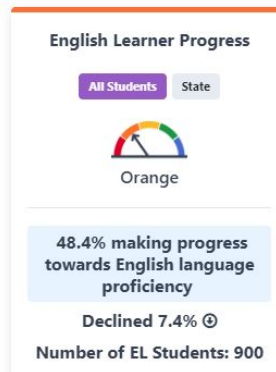 English Learner Progress
All Students
State
Orange
48.4% making progress
towards English language
proficiency
Declined 7.4%
Number of EL Students: 900